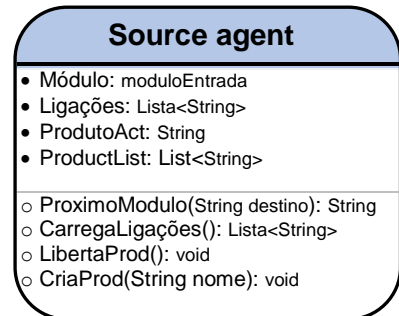 Source agent
• Módulo: moduloEntrada
• Ligações: Lista<String>
• ProdutoAct: String
• ProductList: List<String>
○ ProximoModulo(String destino): String
○ CarregaLigações(): Lista<String>
○ LibertaProd(): void
○ CriaProd(String nome): void